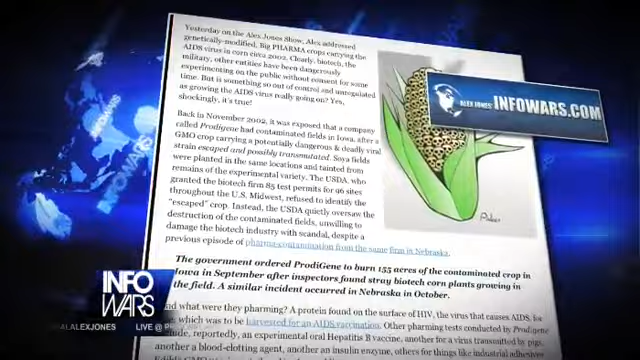 Yesterday on the Alex Jones Show, Alex addressed
genetically-modified, Big PHARMA crops carrying the
AIDS virus in corn circa 2002. Clearly, biotech, the
military, other entities have been dangerously
experimenting on the public without consent for some
time. But is something so out of control and unregulated
as growing the AIDS virus really going on? Yes,
shockingly, it's true!
Back in November 2002, it was exposed that a company
called Prodigene had contaminated fields in Iowa, after a
GMO crop carrying a potentially dangerous & deadly viral
strain escaped and possibly transmutated. Soya fields
were planted in the same locations and tainted from
remains of the experimental variety. The USDA, who
granted the biotech firm 85 test permits for 96 sites
throughout the U.S. Midwest, refused to identify the
"escaped" crop. Instead, the USDA quietly oversaw the
destruction of the contaminated fields, unwilling to
damage the biotech industry with scandal, despite a
previous episode of pharma-contamination from the same firm in Nebraska.
The government ordered ProdiGene to burn 155 acres of the contaminated crop in
Iowa in September after inspectors found stray biotech corn plants growing in
the field. A similar incident occurred in Nebraska in October.
And what were they pharming? A protein found on the surface of HIV, the virus that causes AIDS, for
which was to be harvested for an AIDS vaccination. Other pharming tests conducted by Prodigene
include, reportedly, an experimental oral Hepatitis B vaccine, another for a virus transmitted by pigs,
another a blood-clotting agent, another an insulin enzyme, others for things like industrial adhesive
ALEX JONES' INFOWARS.COM
INFOWARS
INFO
WARS
ALALEXJONES LIVE @